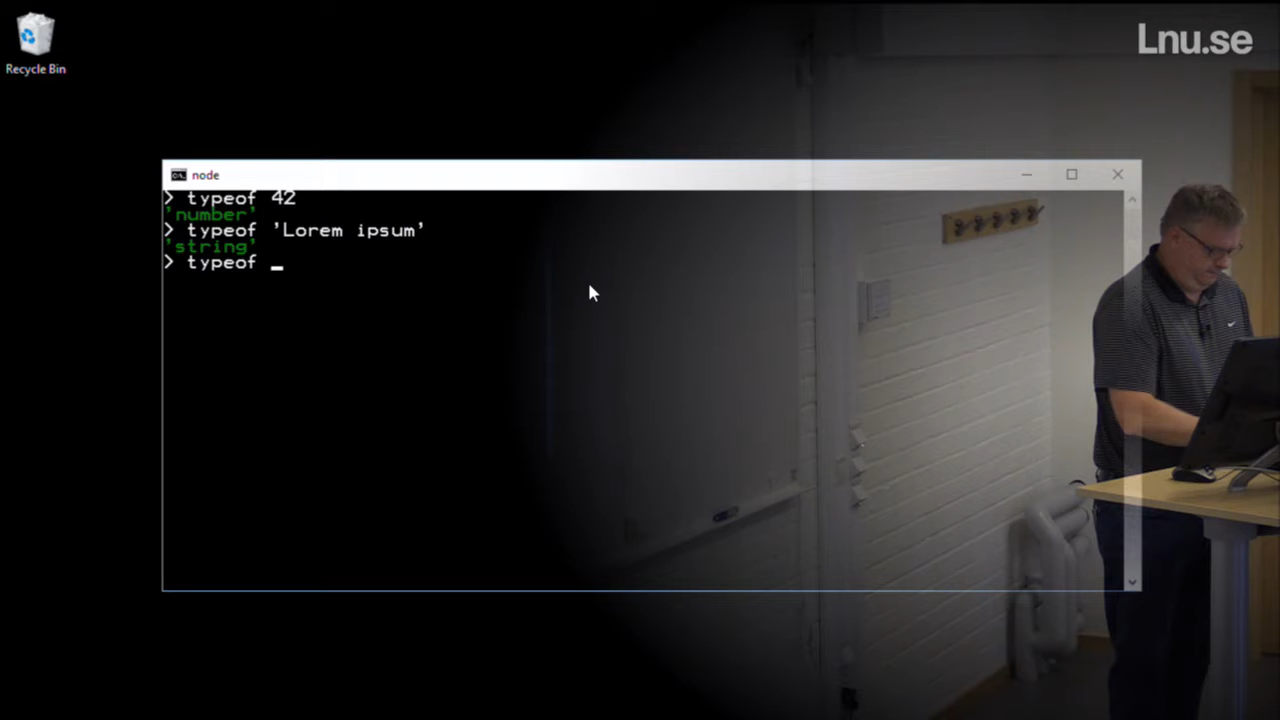 Lnu.se
Recycle Bin
node
> typeof 42
'number'
> typeof 'Lorem ipsum'
'string'
> typeof _